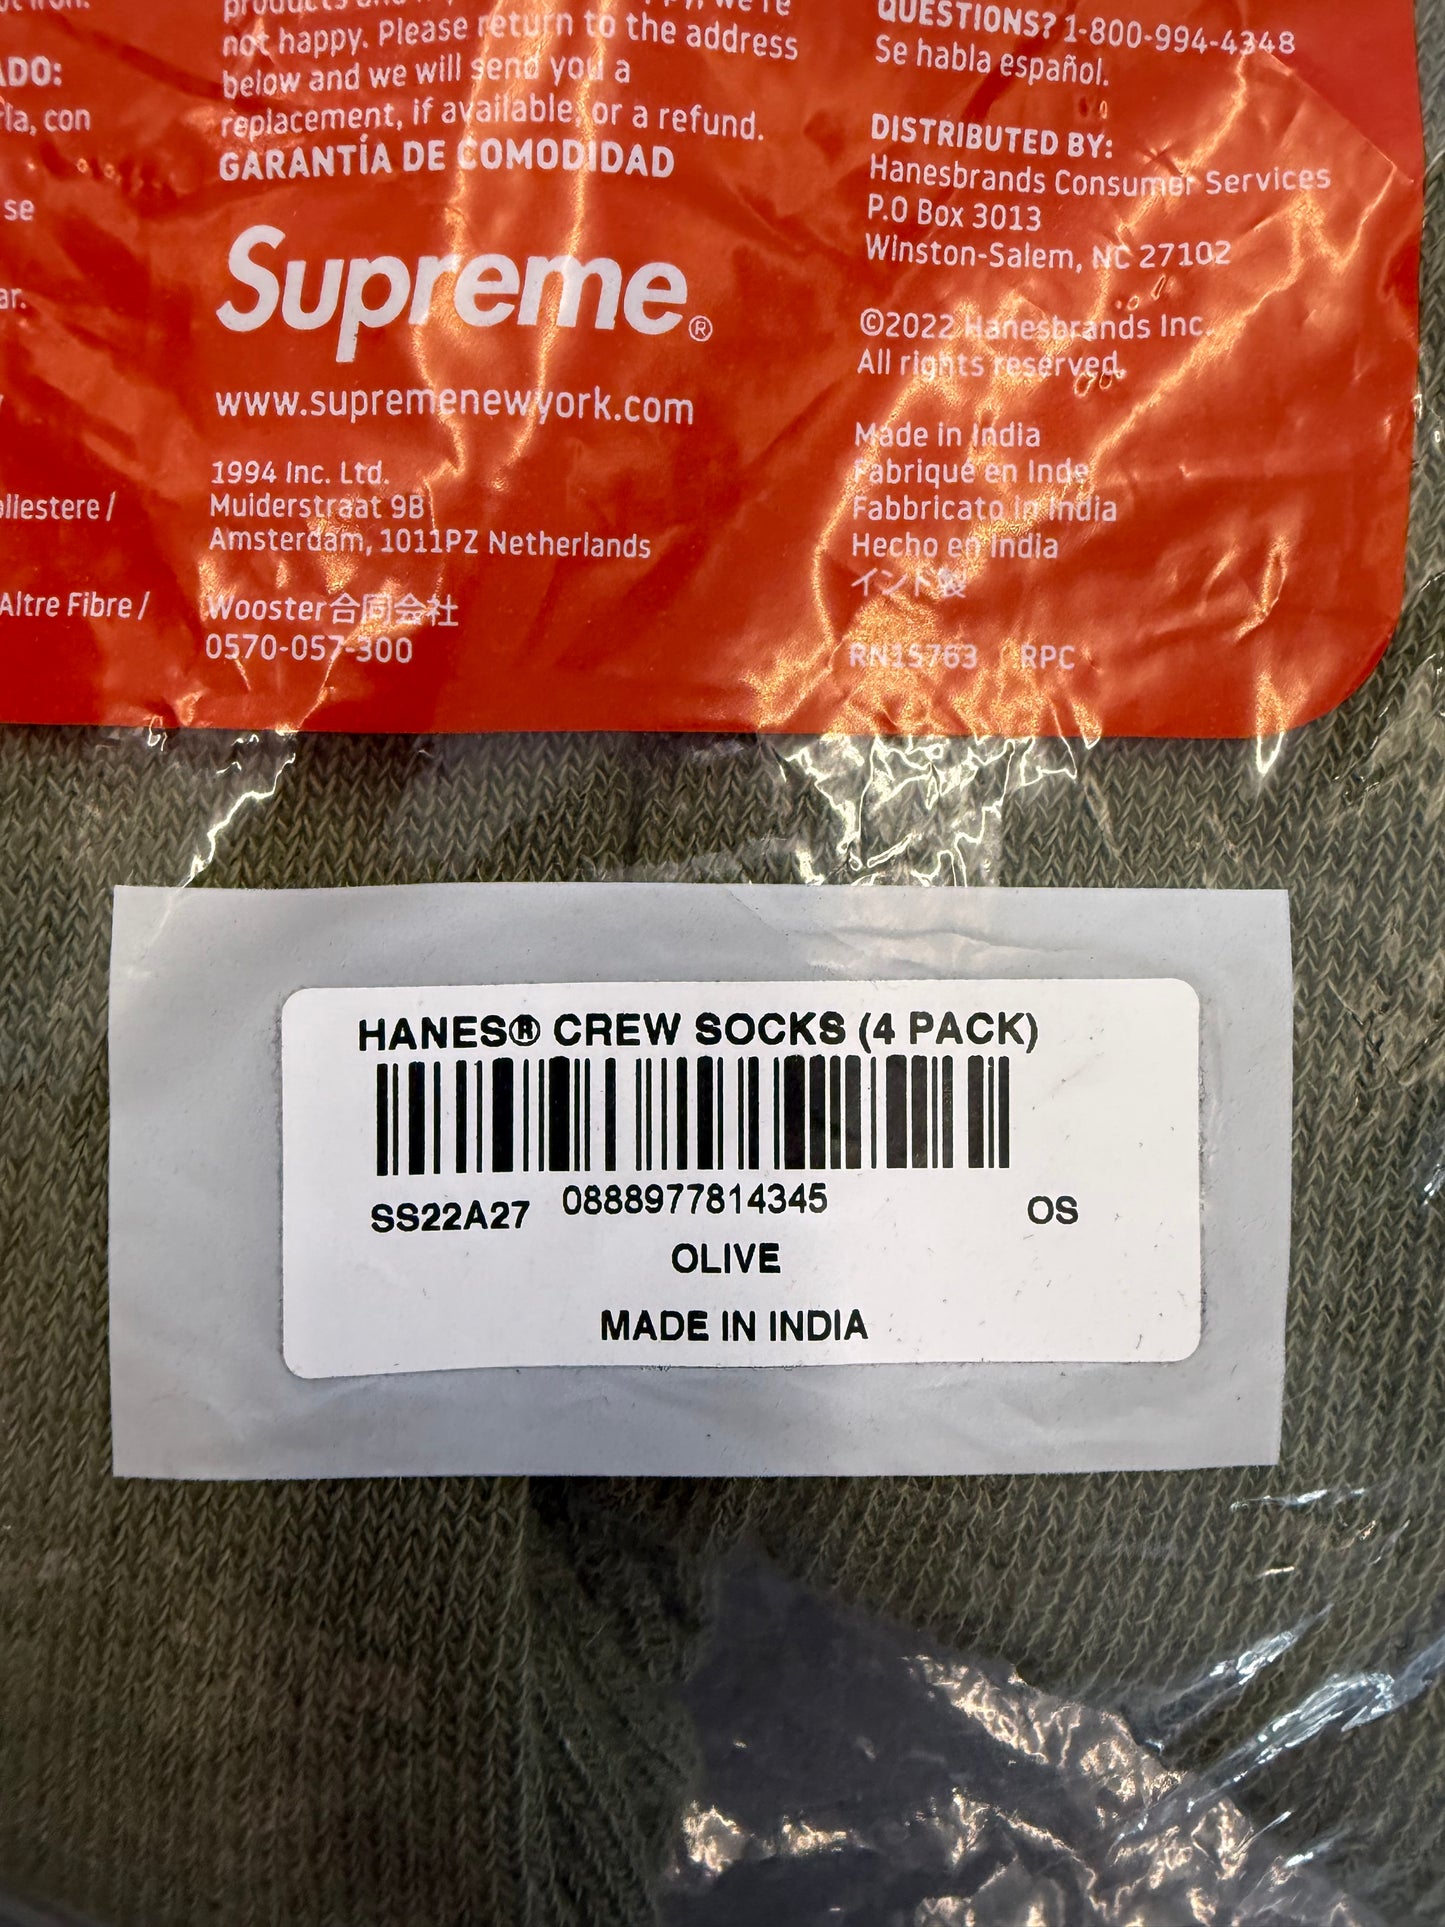 ADO:
rla, con
se
ar.
oliestere /
Altre Fibre /
not happy. Please return to the address
below and we will send you a
replacement, if available, or a refund.
GARANTÍA DE COMODIDAD
Supreme®
www.supremenewyork.com
1994 Inc. Ltd.
Muiderstraat 9B
Amsterdam, 1011PZ Netherlands
Wooster合同会社
0570-057-300
QUESTIONS? 1-800-994-4348
Se habla español.
DISTRIBUTED BY:
Hanesbrands Consumer Services
P.O Box 3013
Winston-Salem, NC 27102
©2022 Hanesbrands Inc.
All rights reserved.
Made in India
Fabriqué en Inde
Fabbricato in India
Hecho en India
インド製
RN15763 RPC
HANES® CREW SOCKS (4 PACK)
SS22A27 0888977814345 OS
OLIVE
MADE IN INDIA